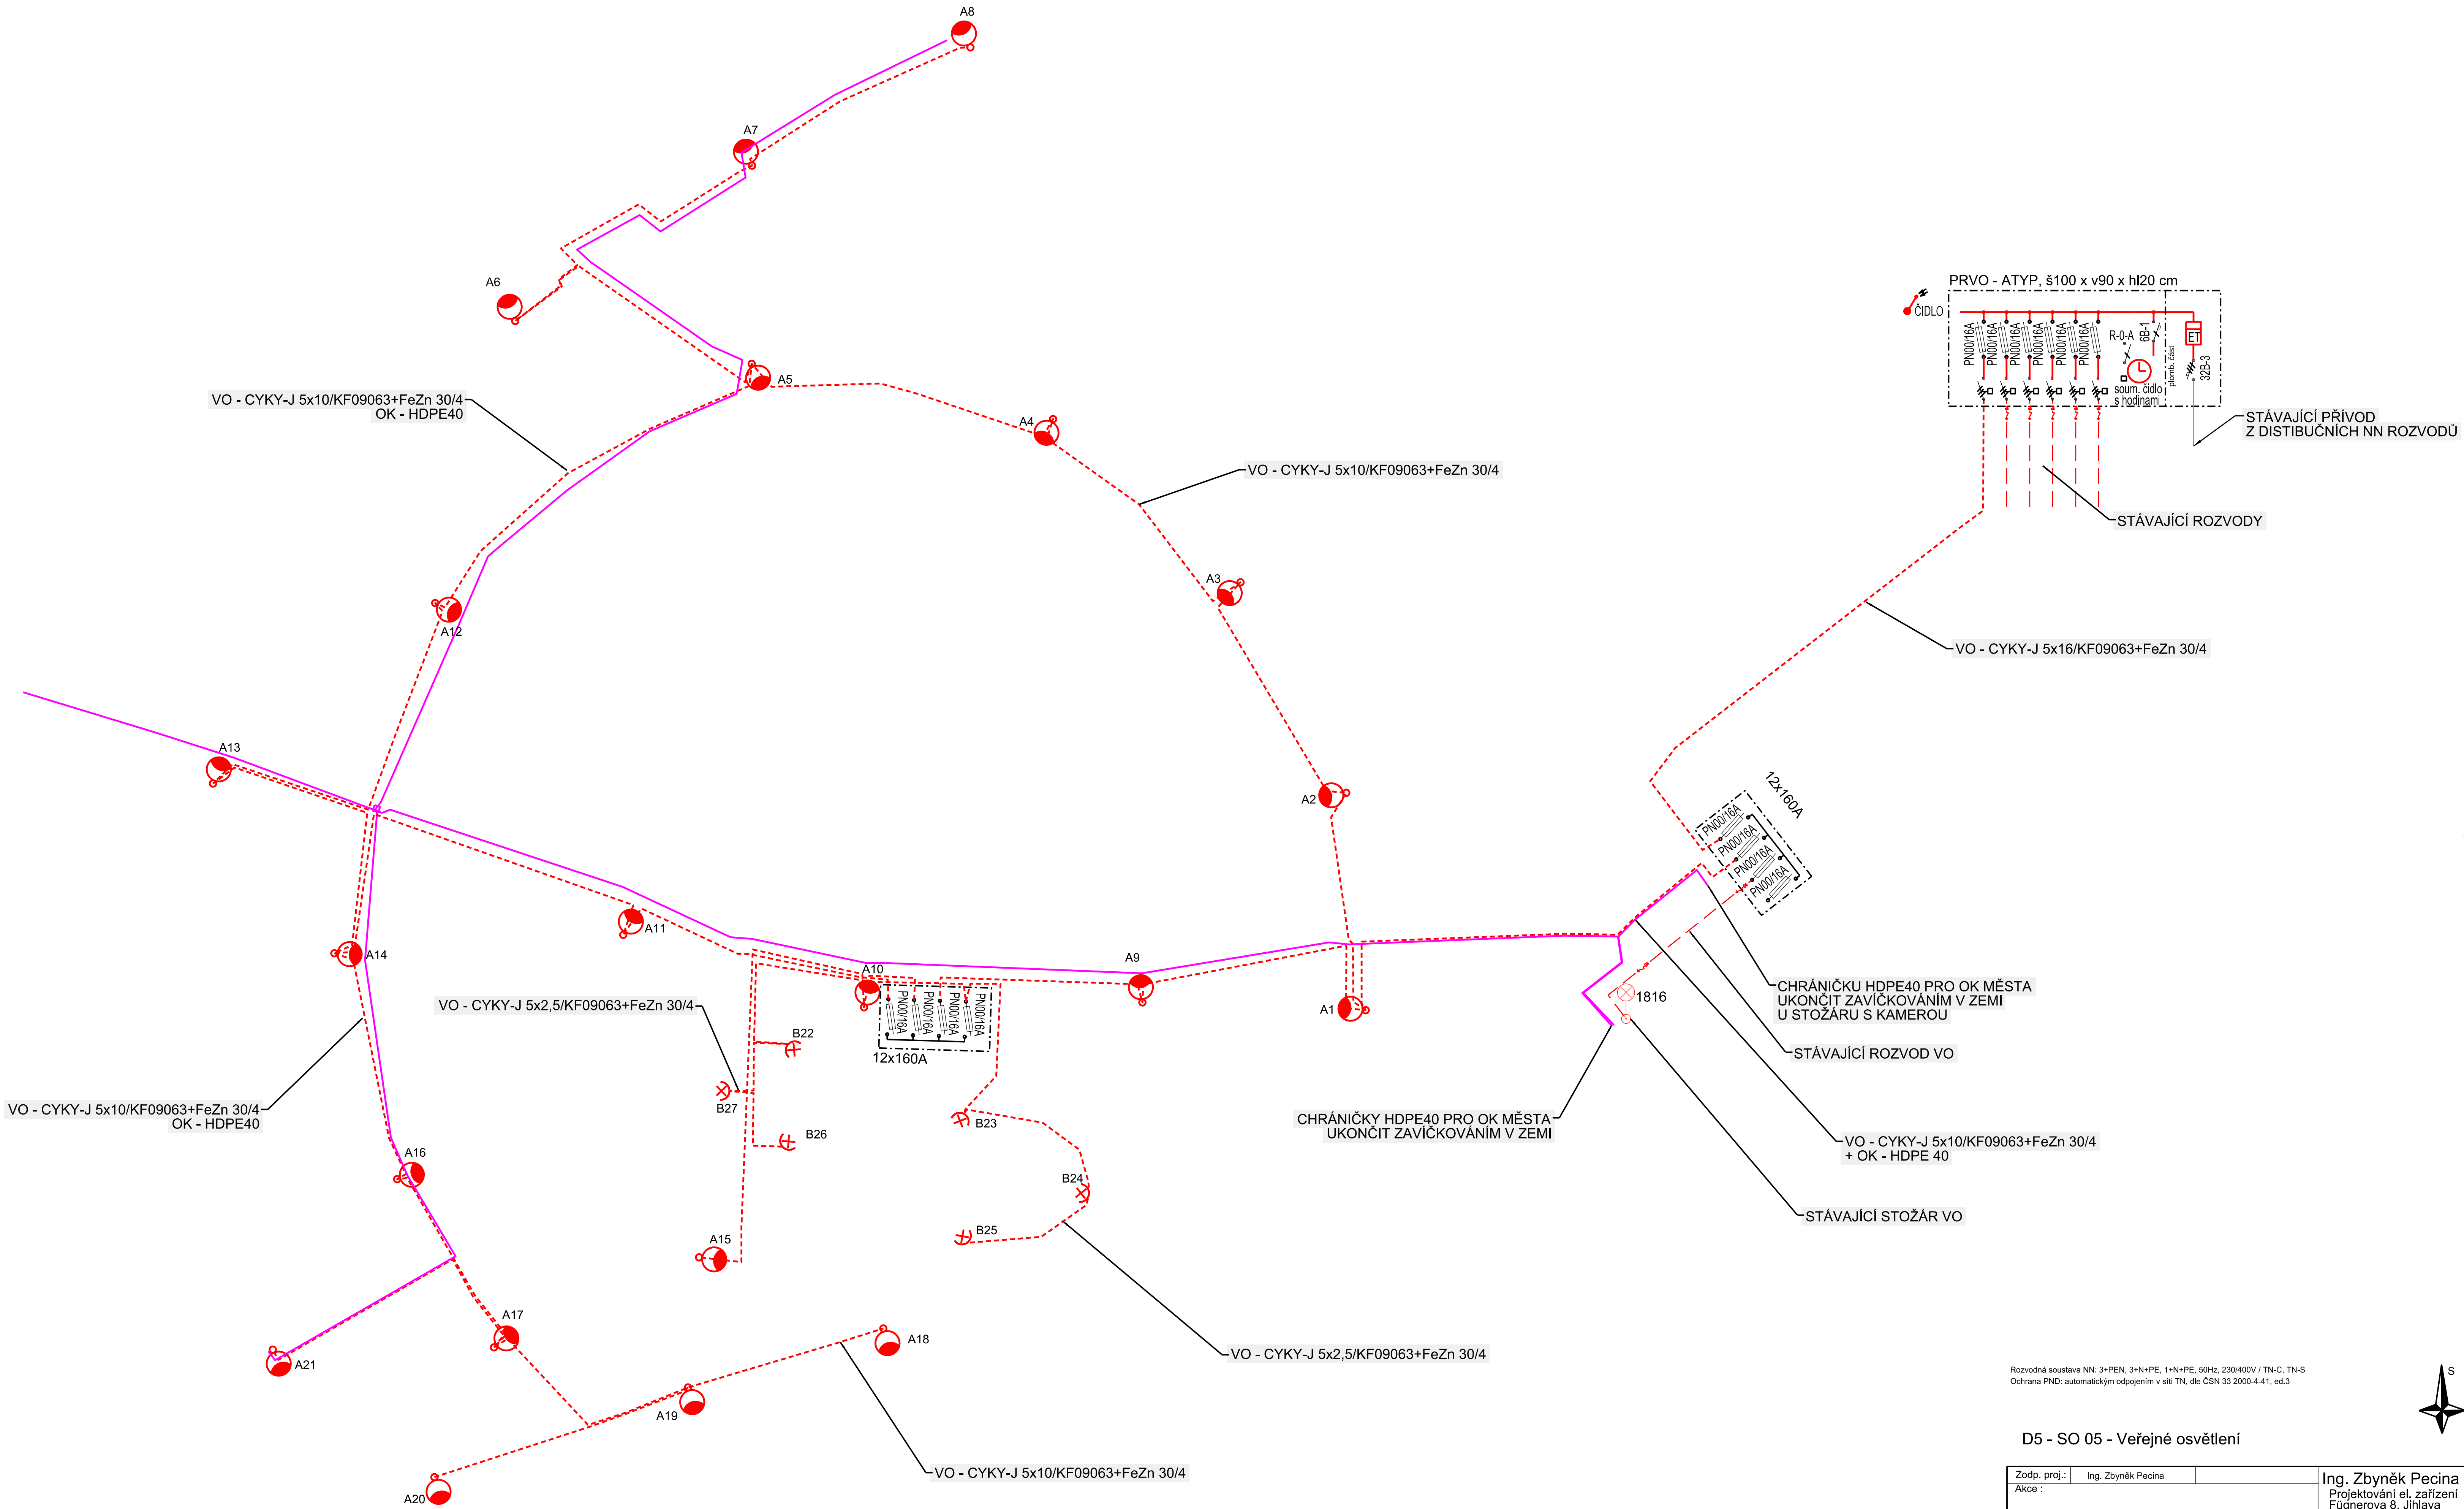 A8
A7
A6
PRVO - ATYP, š100 x v90 x hl20 cm
ČIDLO
PN00/16A
PN00/16A
PN00/16A
PN00/16A
PN00/16A
PN00/16A
R-0-A
6B-1
plomb. část
ET
32B-3
soum. čidlo
s hodinami
A5
VO - CYKY-J 5x10/KF09063+FeZn 30/4
OK - HDPE40
A4
STÁVAJÍCÍ PŘÍVOD
Z DISTIBUČNÍCH NN ROZVODŮ
VO - CYKY-J 5x10/KF09063+FeZn 30/4
STÁVAJÍCÍ ROZVODY
A3
A12
VO - CYKY-J 5x16/KF09063+FeZn 30/4
A13
A2
12x160A
PN00/16A
PN00/16A
PN00/16A
PN00/16A
A11
A14
A10
A9
A1
1816
PN00/16A
PN00/16A
PN00/16A
PN00/16A
12x160A
CHRÁNIČKU HDPE40 PRO OK MĚSTA
UKONČIT ZAVÍČKOVÁNÍM V ZEMI
U STOŽÁRU S KAMEROU
VO - CYKY-J 5x2,5/KF09063+FeZn 30/4
B22
STÁVAJÍCÍ ROZVOD VO
B27
VO - CYKY-J 5x10/KF09063+FeZn 30/4
OK - HDPE40
B23
B26
CHRÁNIČKY HDPE40 PRO OK MĚSTA
UKONČIT ZAVÍČKOVÁNÍM V ZEMI
VO - CYKY-J 5x10/KF09063+FeZn 30/4
+ OK - HDPE 40
A16
B24
STÁVAJÍCÍ STOŽÁR VO
B25
A15
A17
A18
A21
VO - CYKY-J 5x2,5/KF09063+FeZn 30/4
A19
VO - CYKY-J 5x10/KF09063+FeZn 30/4
A20
Rozvodná soustava NN: 3+PEN, 3+N+PE, 1+N+PE, 50Hz, 230/400V / TN-C, TN-S
Ochrana PND: automatickým odpojením v síti TN, dle ČSN 33 2000-4-41, ed.3
S
D5 - SO 05 - Veřejné osvětlení
Zodp. proj.: Ing. Zbyněk Pecina
Akce :
Ing. Zbyněk Pecina
Projektování el. zařízení
Fügnerova 8, Jihlava